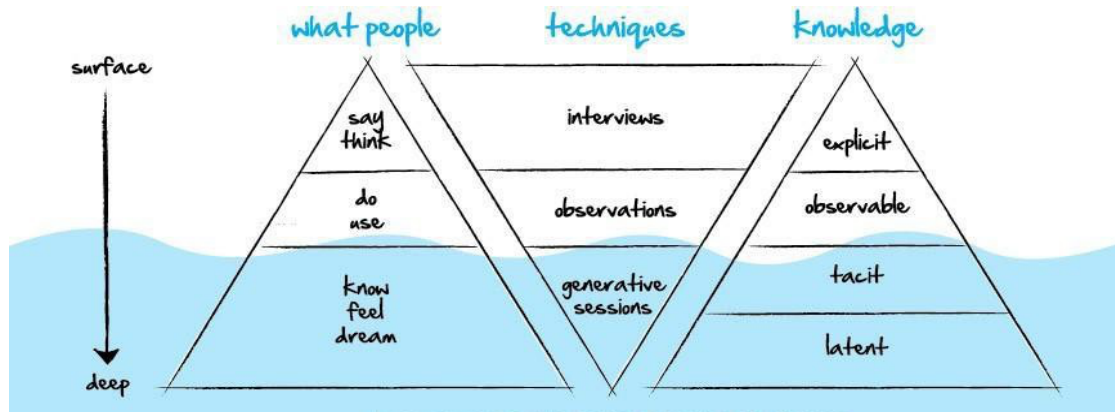 what people
techniques
knowledge
surface
say
think
interviews
explicit
do
use
observations
observable
know
feel
dream
generative
sessions
tacit
latent
deep